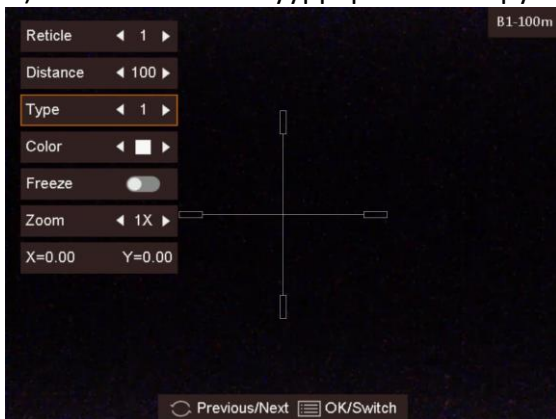 B1-100m
Reticle 1
Distance 100
Type 1
Color
Freeze
Zoom 1X
X=0.00 Y=0.00
Previous/Next OK/Switch